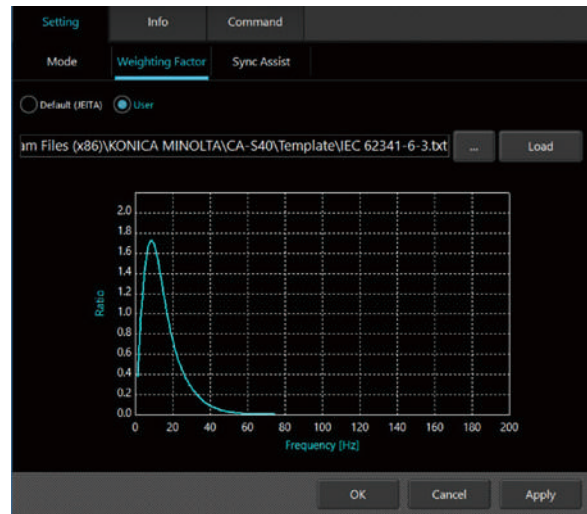 Setting Info Command
Mode Weighting Factor Sync Assist
Default (JEITA) User
am Files (x86)\KONICA MINOLTA\CA-S40\Template\IEC 62341-6-3.txt ... Load
2.0
1.8
1.6
1.4
1.2
1.0
0.8
0.6
0.4
0.2
0.0
Ratio
0 20 40 60 80 100 120 140 160 180 200
Frequency [Hz]
OK Cancel Apply